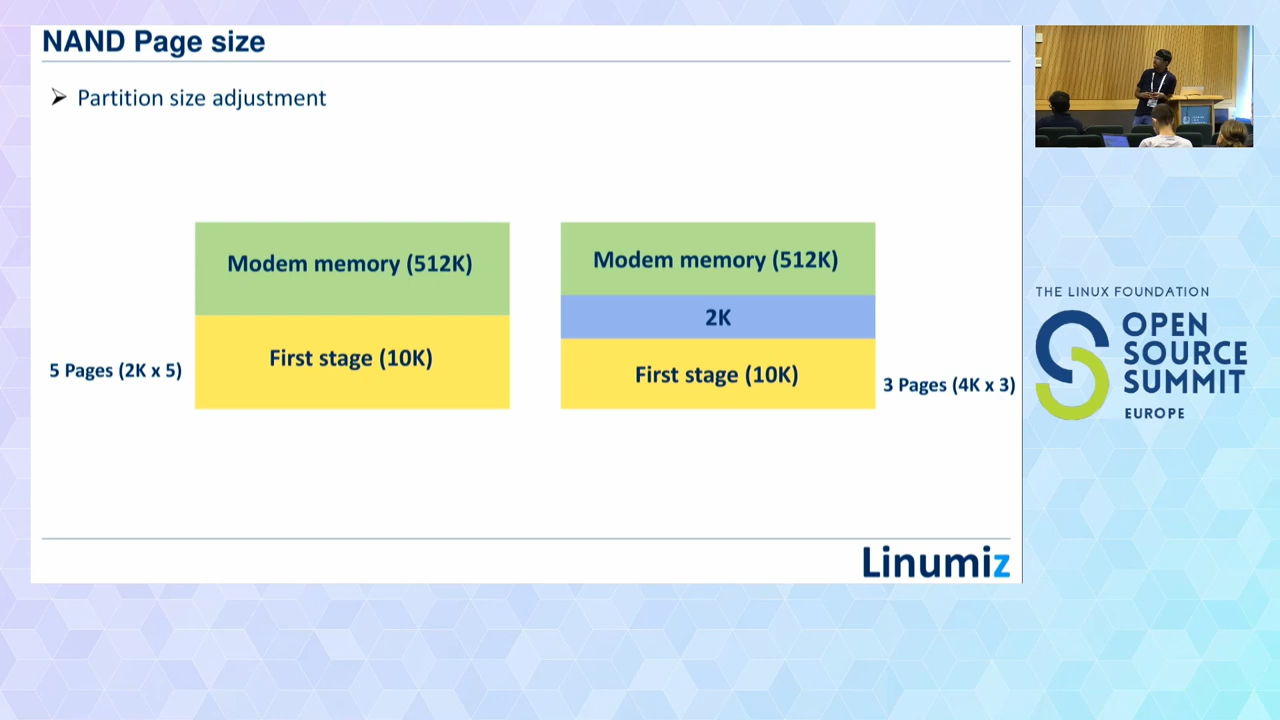 NAND Page size
➢ Partition size adjustment
Modem memory (512K)
First stage (10K)
5 Pages (2K x 5)
Modem memory (512K)
2K
First stage (10K)
3 Pages (4K x 3)
Linumiz
THE LINUX FOUNDATION
OPEN
SOURCE
SUMMIT
EUROPE